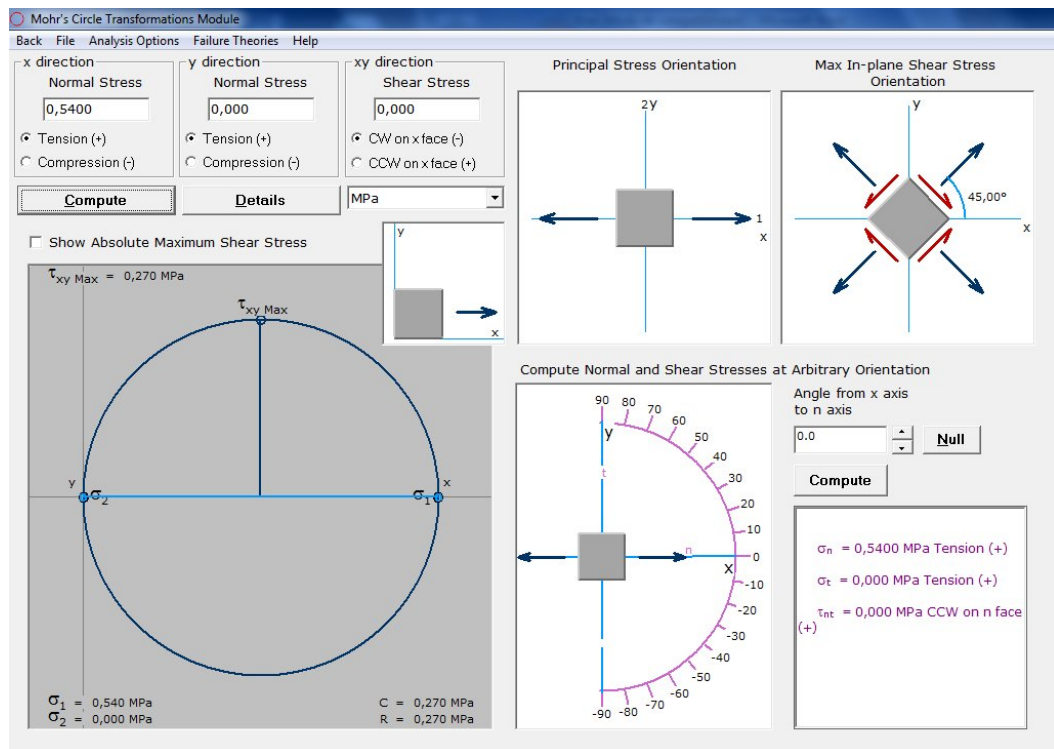 Mohr's Circle Transformations Module
Back File Analysis Options Failure Theories Help
x direction
Normal Stress
0,5400
Tension (+)
Compression (-)
y direction
Normal Stress
0,000
Tension (+)
Compression (-)
xy direction
Shear Stress
0,000
CW on x face (-)
CCW on x face (+)
Compute
Details
MPa
Show Absolute Maximum Shear Stress
y
x
τxy Max = 0,270 MPa
τxy Max
y
σ2
σ1
x
σ1 = 0,540 MPa
σ2 = 0,000 MPa
C = 0,270 MPa
R = 0,270 MPa
Principal Stress Orientation
2y
1
x
Max In-plane Shear Stress
Orientation
y
45,00°
x
Compute Normal and Shear Stresses at Arbitrary Orientation
90
80
70
60
50
40
30
20
10
0
-10
-20
-30
-40
-50
-60
-70
-80
-90
y
t
n
x
Angle from x axis
to n axis
0.0
Null
Compute
σn = 0,5400 MPa Tension (+)
σt = 0,000 MPa Tension (+)
τnt = 0,000 MPa CCW on n face
(+)